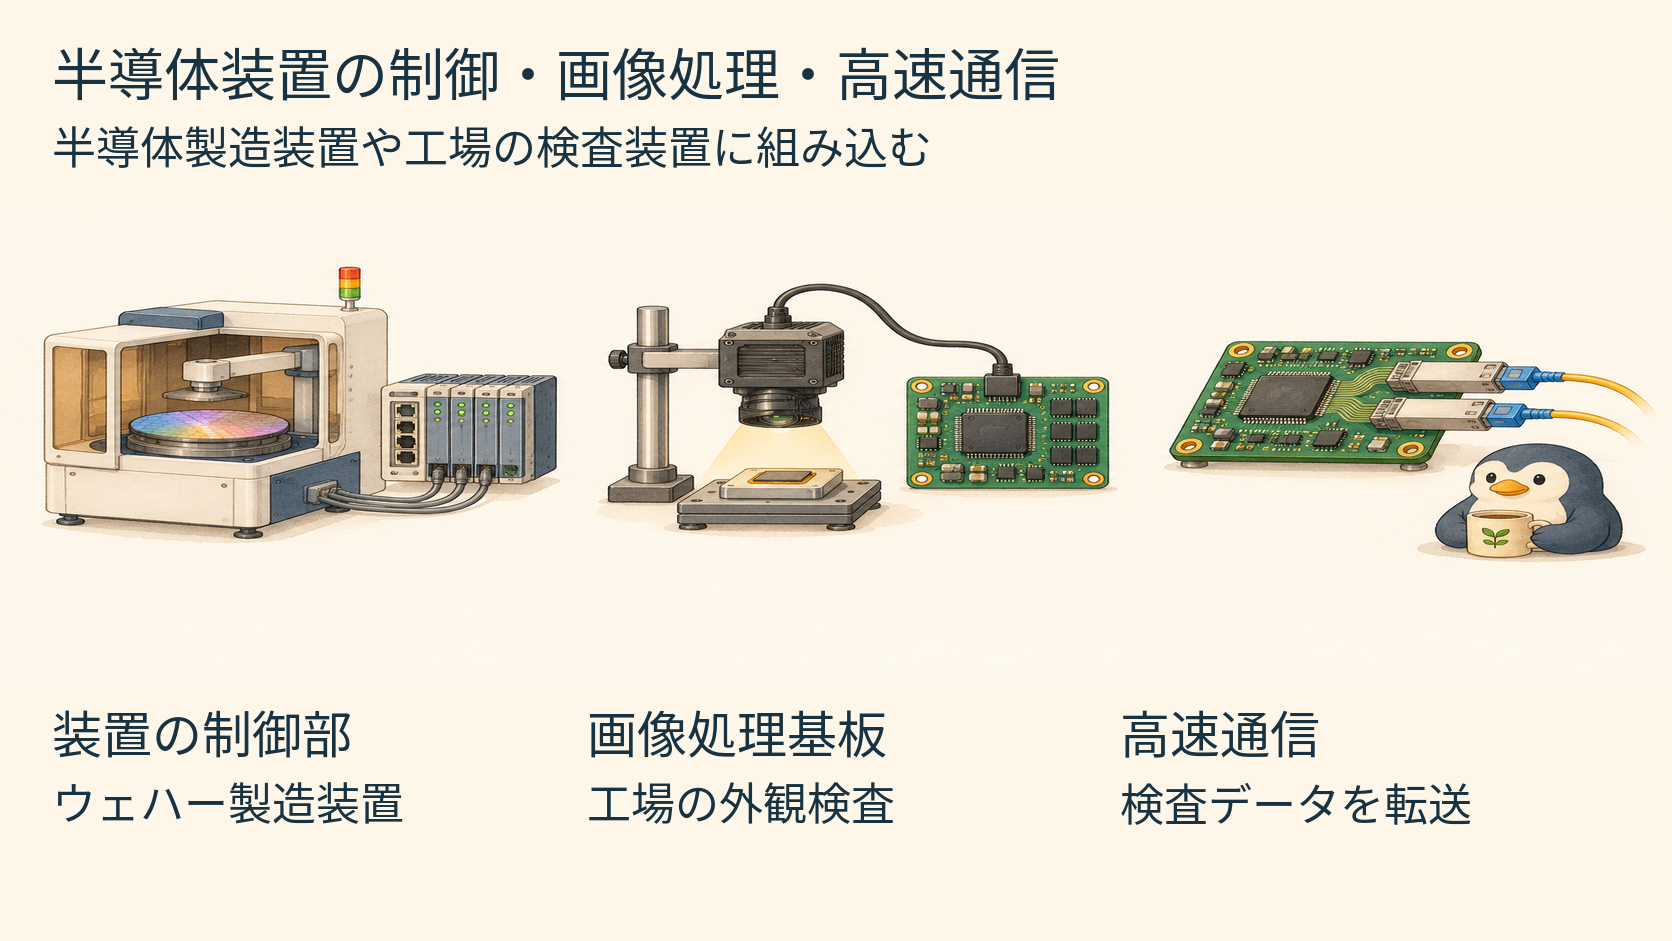 半導体装置の制御・画像処理・高速通信
半導体製造装置や工場の検査装置に組み込む
装置の制御部
ウェハー製造装置
画像処理基板
工場の外観検査
高速通信
検査データを転送